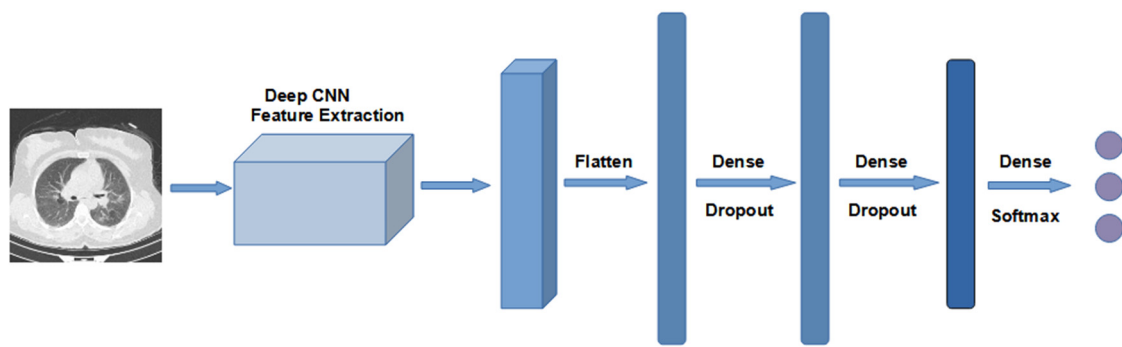 Deep CNN
Feature Extraction
Flatten
Dense
Dropout
Dense
Dropout
Dense
Softmax